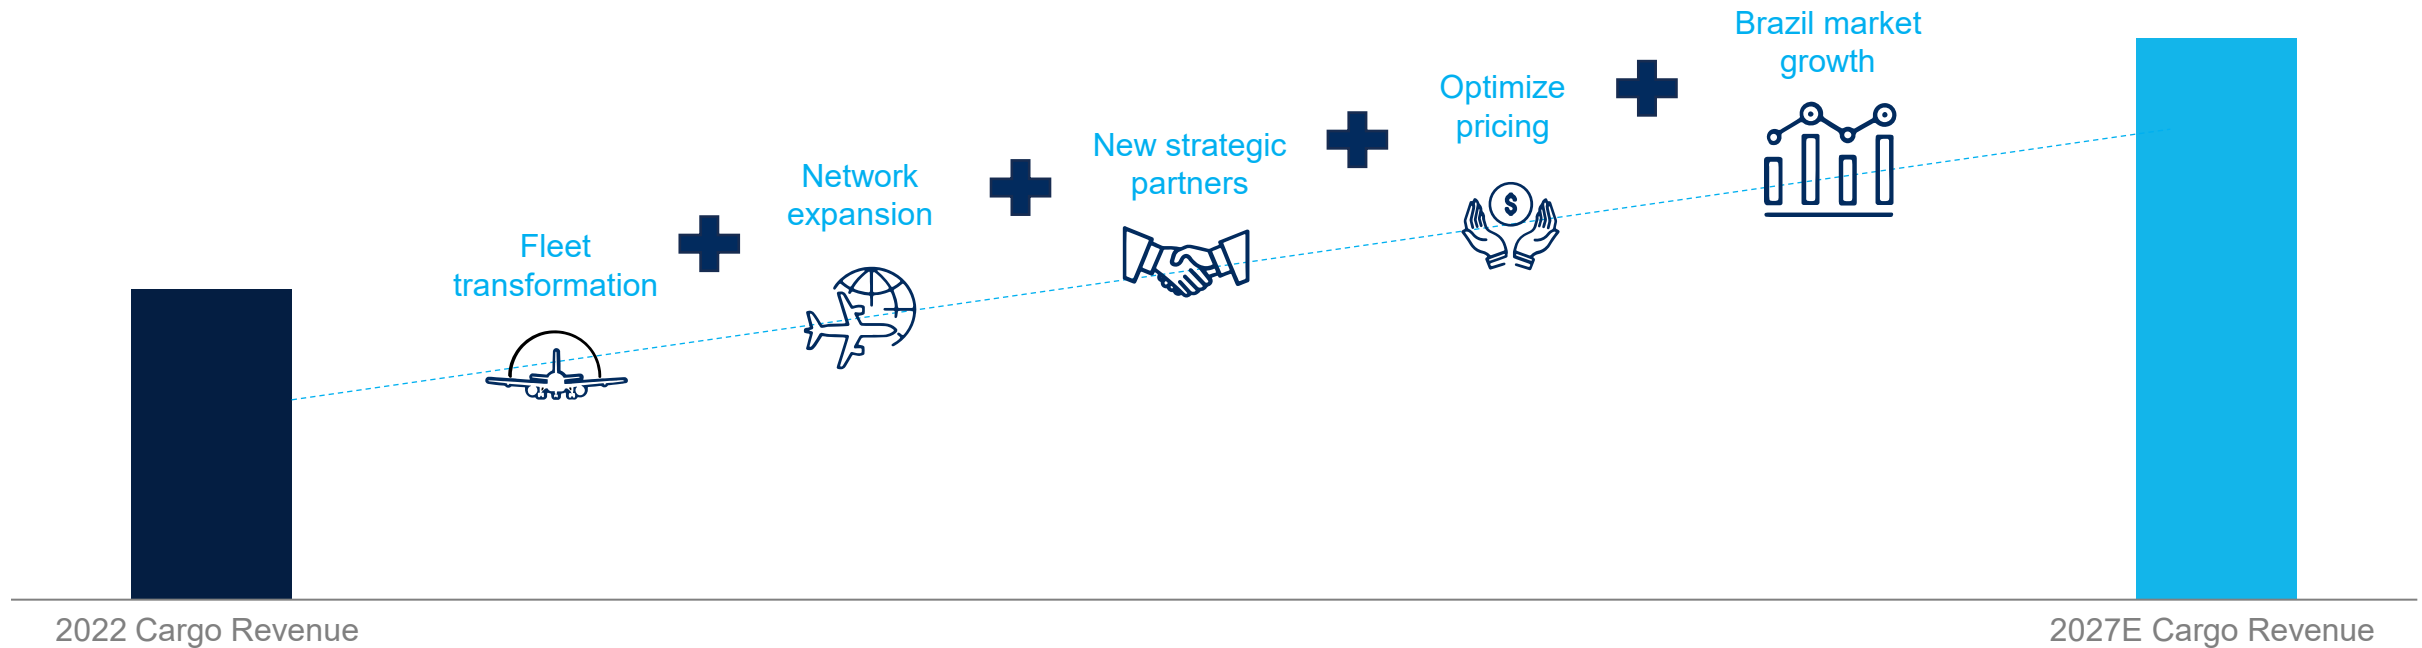 Brazil market
growth
Optimize
pricing
New strategic
partners
Network
expansion
Fleet
transformation
$
2022 Cargo Revenue
2027E Cargo Revenue